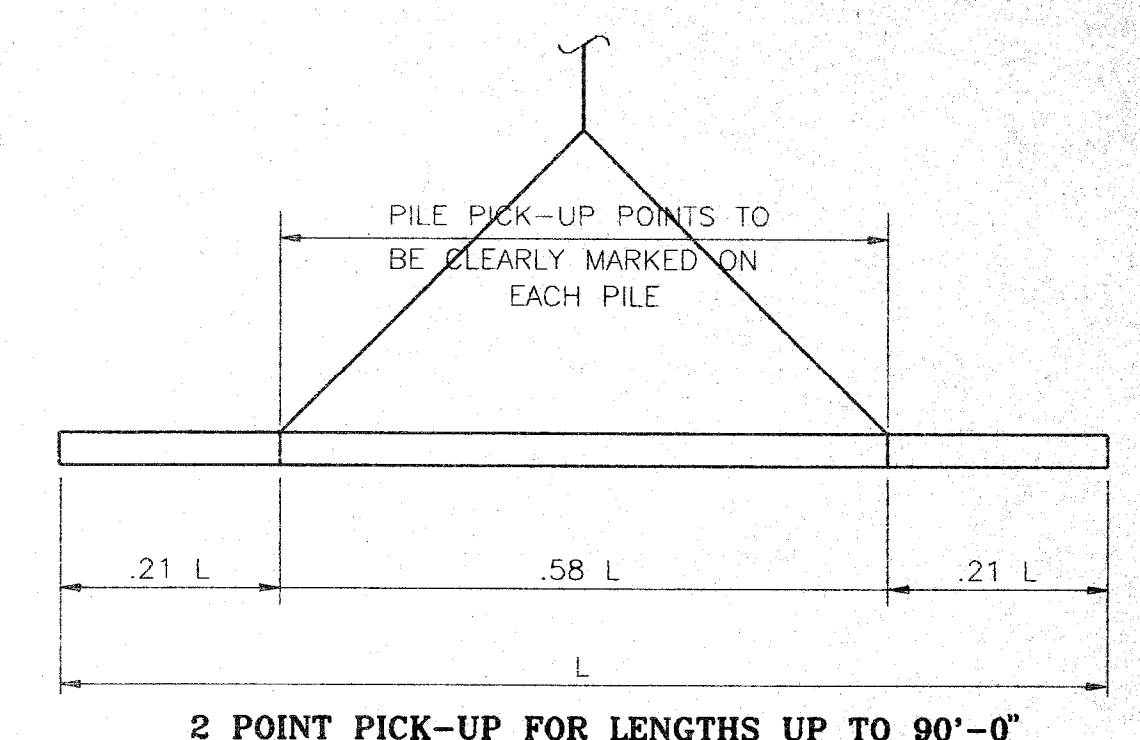 PILE PICK-UP POINTS TO
BE CLEARLY MARKED ON
EACH PILE
.21 L
.58 L
.21 L
L
2 POINT PICK-UP FOR LENGTHS UP TO 90'-0"